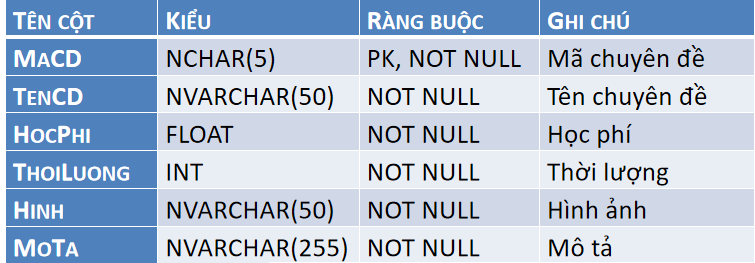 TÊN CỘT KIỂU RÀNG BUỘC GHI CHÚ
MACD NCHAR(5) PK, NOT NULL Mã chuyên đề
TENCD NVARCHAR(50) NOT NULL Tên chuyên đề
HOCPHI FLOAT NOT NULL Học phí
THOILUONG INT NOT NULL Thời lượng
HINH NVARCHAR(50) NOT NULL Hình ảnh
MOTA NVARCHAR(255) NOT NULL Mô tả